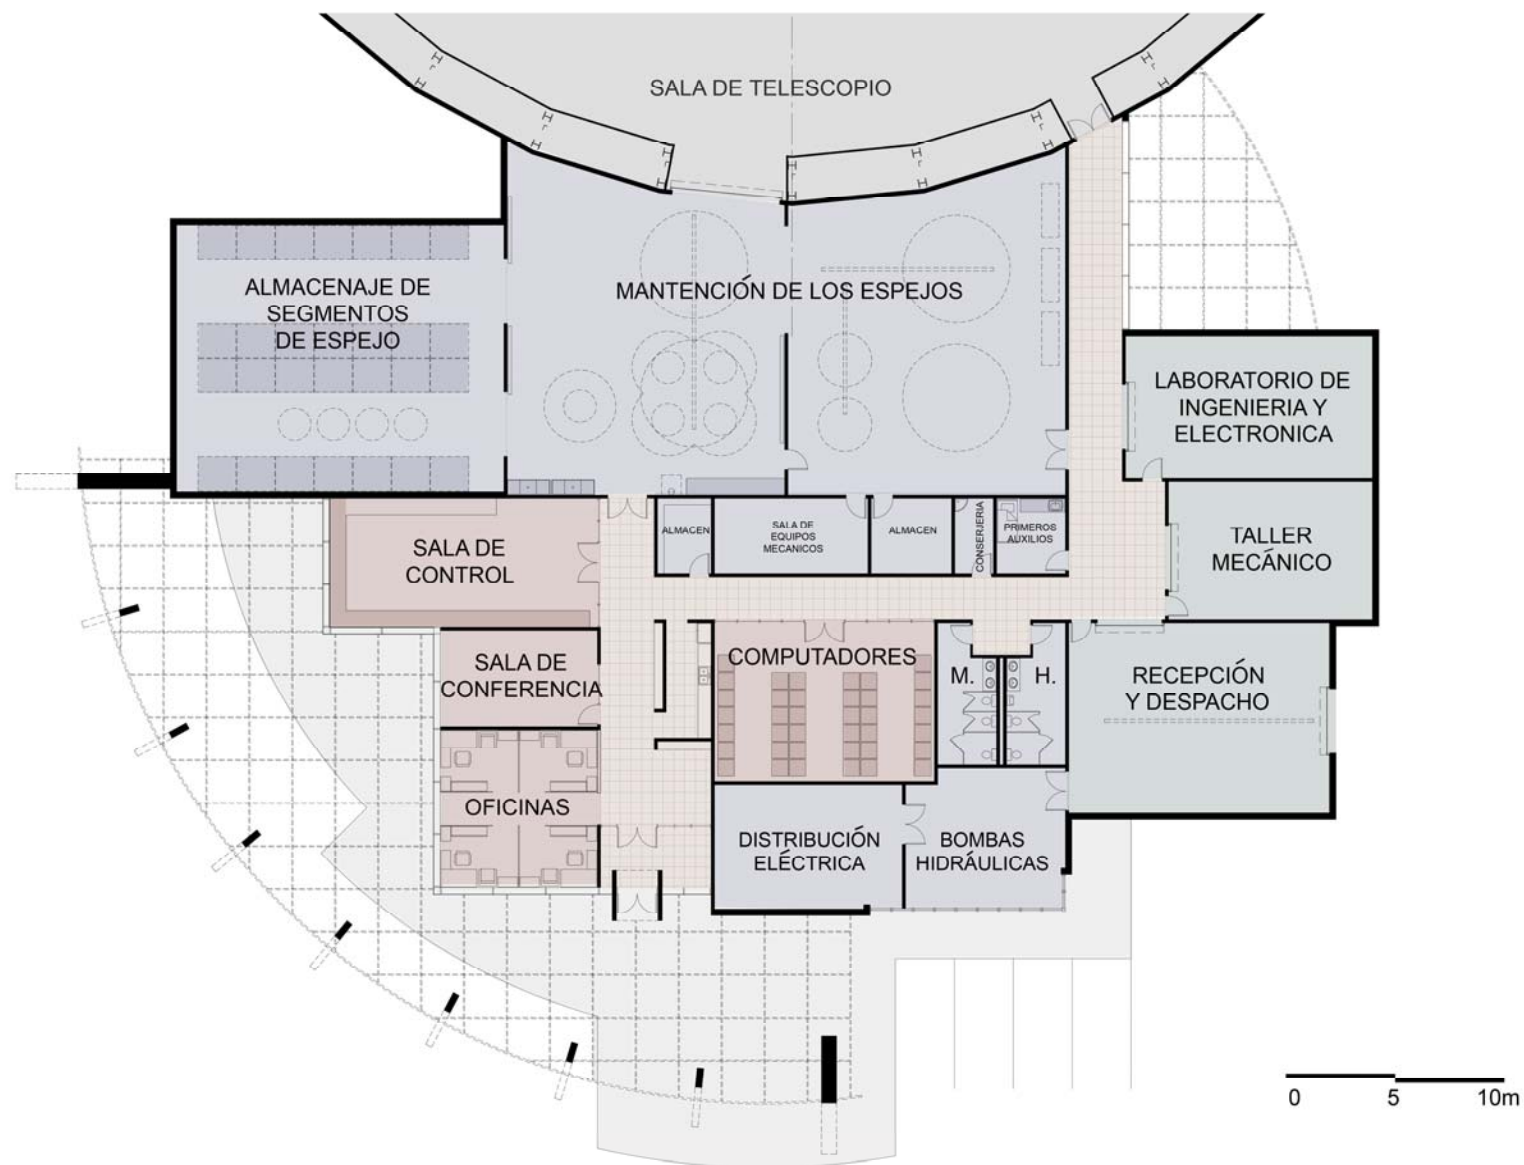 SALA DE TELESCOPIO
ALMACENAJE DE
SEGMENTOS
DE ESPEJO
MANTENCIÓN DE LOS ESPEJOS
LABORATORIO DE
INGENIERIA Y
ELECTRONICA
SALA DE
CONTROL
ALMACEN
SALA DE
EQUIPOS
MECANICOS
ALMACEN
CONSERJERIA
PRIMEROS
AUXILIOS
TALLER
MECÁNICO
SALA DE
CONFERENCIA
COMPUTADORES
M.
H.
RECEPCIÓN
Y DESPACHO
OFICINAS
DISTRIBUCIÓN
ELÉCTRICA
BOMBAS
HIDRÁULICAS
0 5 10m